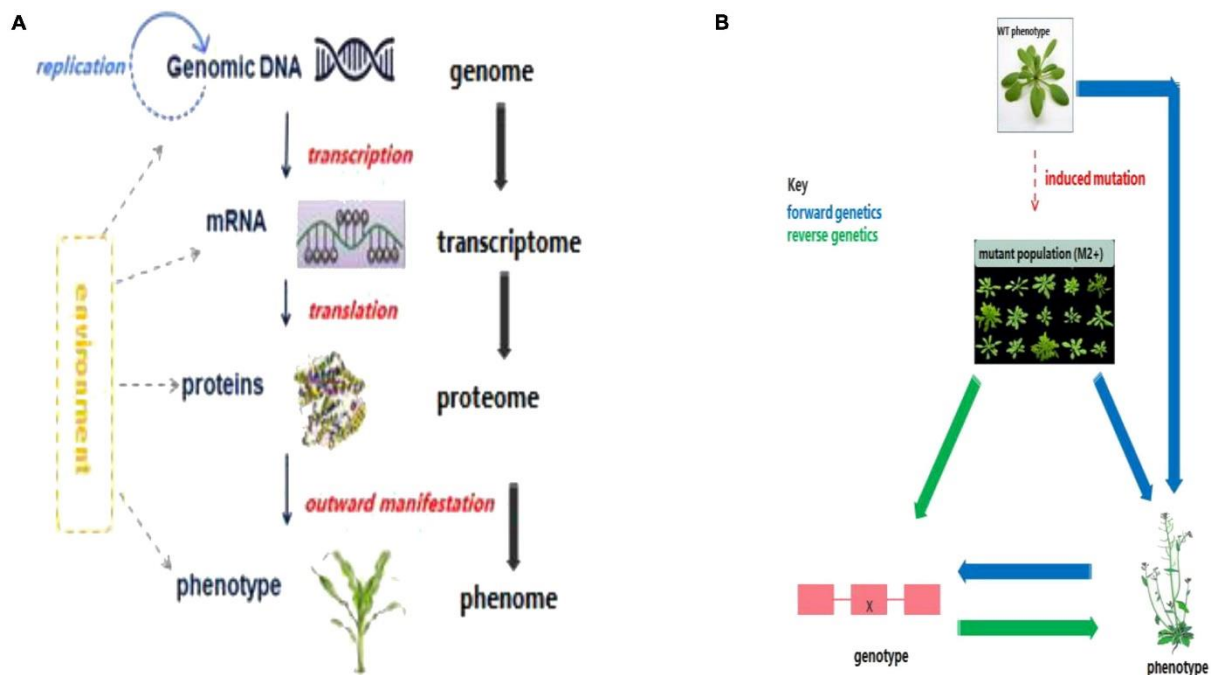 A
replication
Genomic DNA
genome
transcription
mRNA
transcriptome
translation
environment
proteins
proteome
outward manifestation
phenotype
phenome
B
WT phenotype
induced mutation
Key
forward genetics
reverse genetics
mutant population (M2+)
X
genotype
phenotype